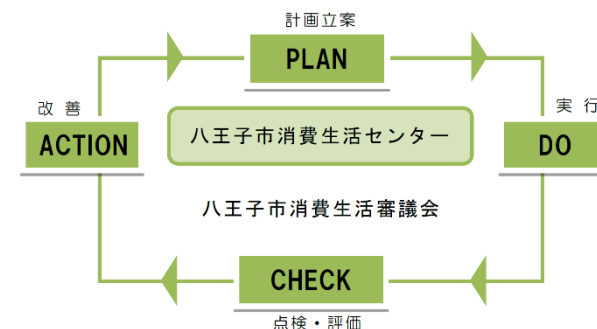 計画立案
PLAN
改善
ACTION
実行
DO
八王子市消費生活センター
八王子市消費生活審議会
CHECK
点検・評価